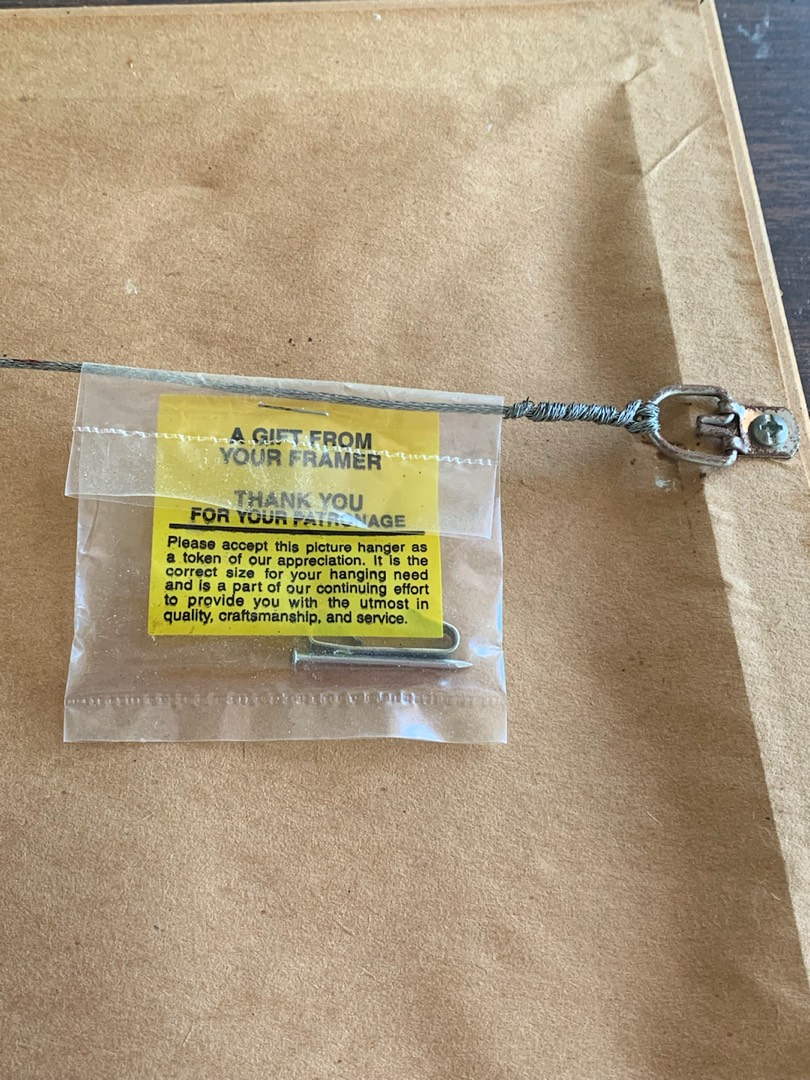 A GIFT FROM
YOUR FRAMER
THANK YOU
FOR YOUR PATRONAGE
Please accept this picture hanger as
a token of our appreciation. It is the
correct size for your hanging need
and is a part of our continuing effort
to provide you with the utmost in
quality, craftsmanship, and service.